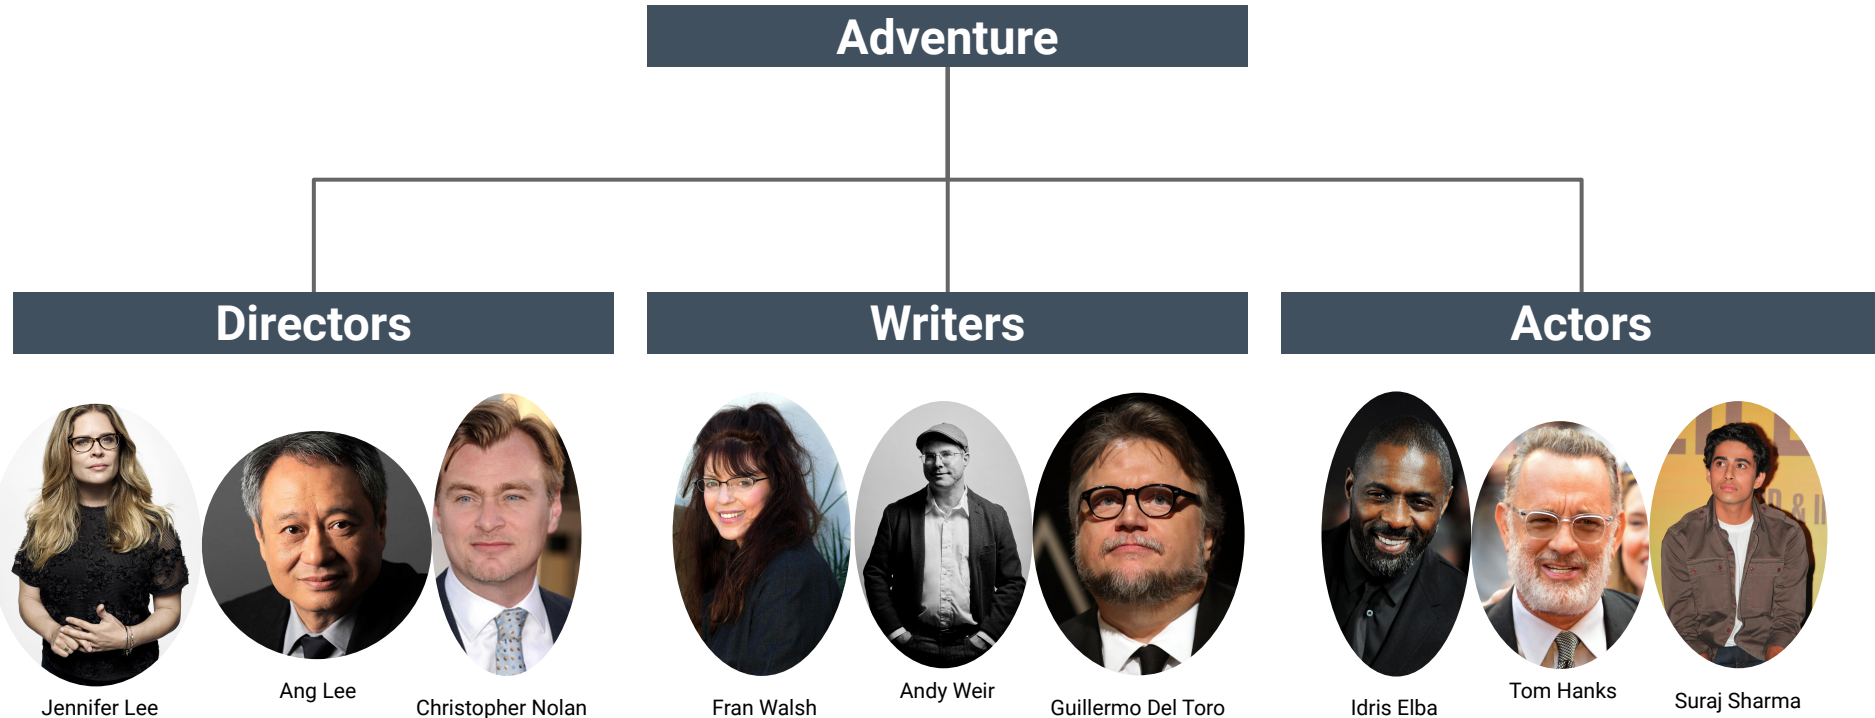 Adventure
Directors
Writers
Actors
Jennifer Lee
Ang Lee
Christopher Nolan
Fran Walsh
Andy Weir
Guillermo Del Toro
Idris Elba
Tom Hanks
Suraj Sharma